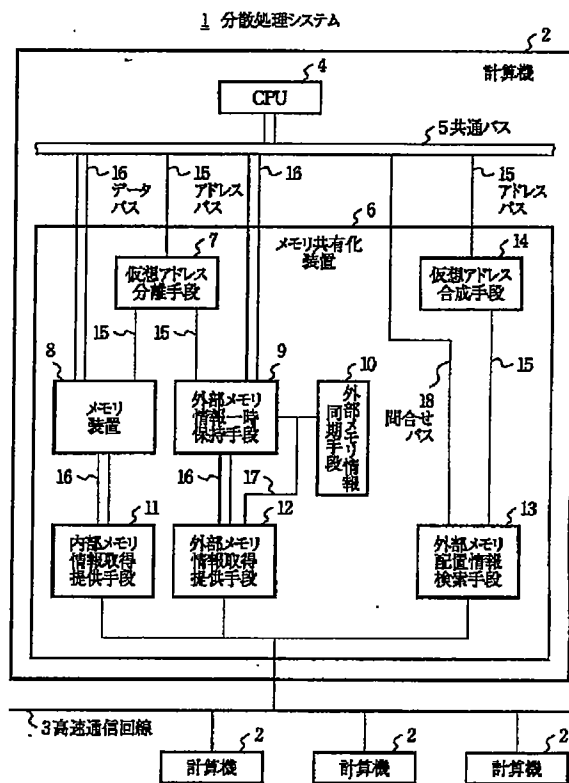 1 分散処理システム
2
計算機
4
CPU
5共通バス
16
データ
バス
15
アドレス
バス
16
15
アドレス
バス
6
メモリ共有化
装置
7
仮想アドレス
分離手段
14
仮想アドレス
合成手段
15
15
8
メモリ
装置
9
外部メモリ
情報一時
保持手段
10
外部メモリ情報
同期手段
18
問合せ
バス
15
16
16
17
11
内部メモリ
情報取得
提供手段
12
外部メモリ
情報取得
提供手段
13
外部メモリ
配置情報
検索手段
3高速通信回線
2
計算機
2
計算機
2
計算機